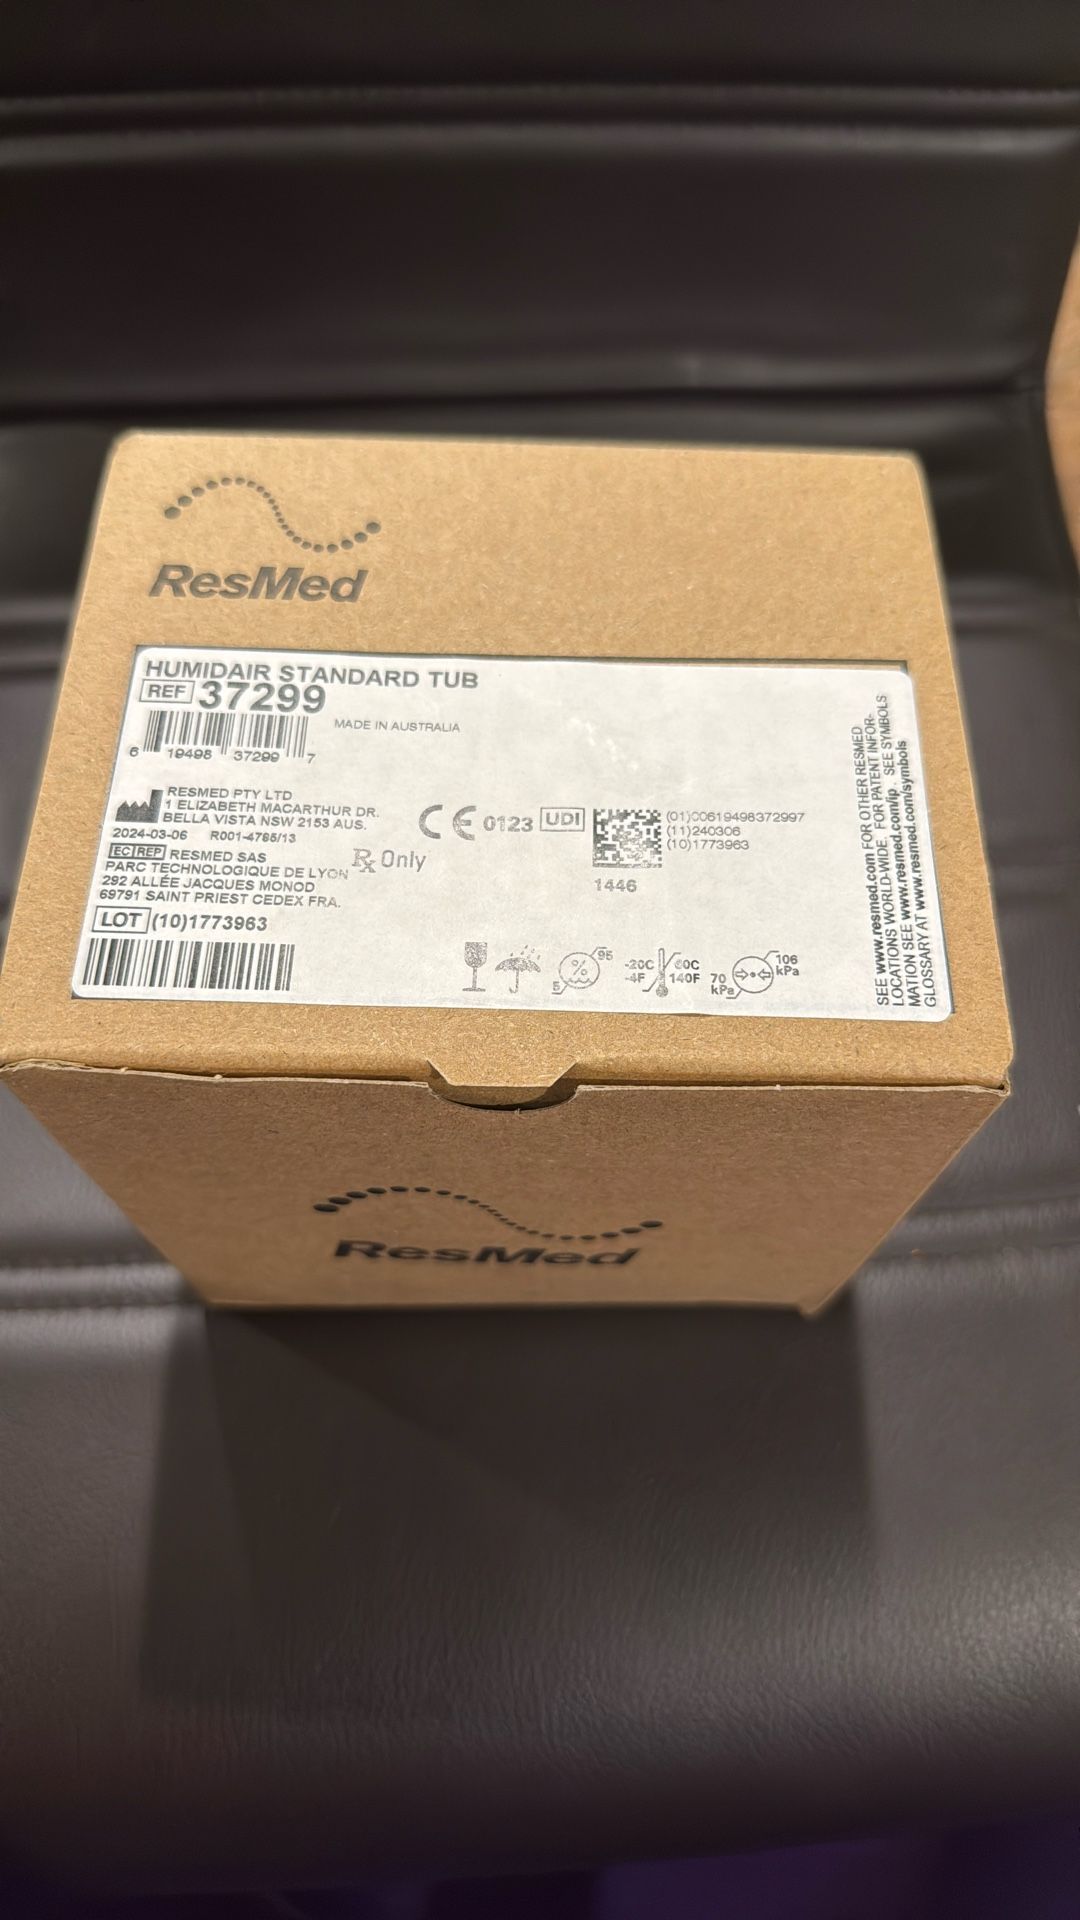 ResMed
HUMIDAIR STANDARD TUB
REF 37299
MADE IN AUSTRALIA
6 19498 37299 7
RESMED PTY LTD
1 ELIZABETH MACARTHUR DR.
BELLA VISTA NSW 2153 AUS.
2024-03-06 R001-4785/13
EC REP RESMED SAS
PARC TECHNOLOGIQUE DE LYON
292 ALLÉE JACQUES MONOD
69791 SAINT PRIEST CEDEX FRA.
Rx Only
LOT (10)1773963
CE 0123 UDI
(01)00619498372997
(11)240306
(10)1773963
1446
% 95
5
-20C 60C
-4F 140F
106
kPa
70
kPa
SEE www.resmed.com FOR OTHER RESMED
LOCATIONS WORLD-WIDE. FOR PATENT INFOR-
MATION SEE www.resmed.com/ip . SEE SYMBOLS
GLOSSARY AT www.resmed.com/symbols
ResMed